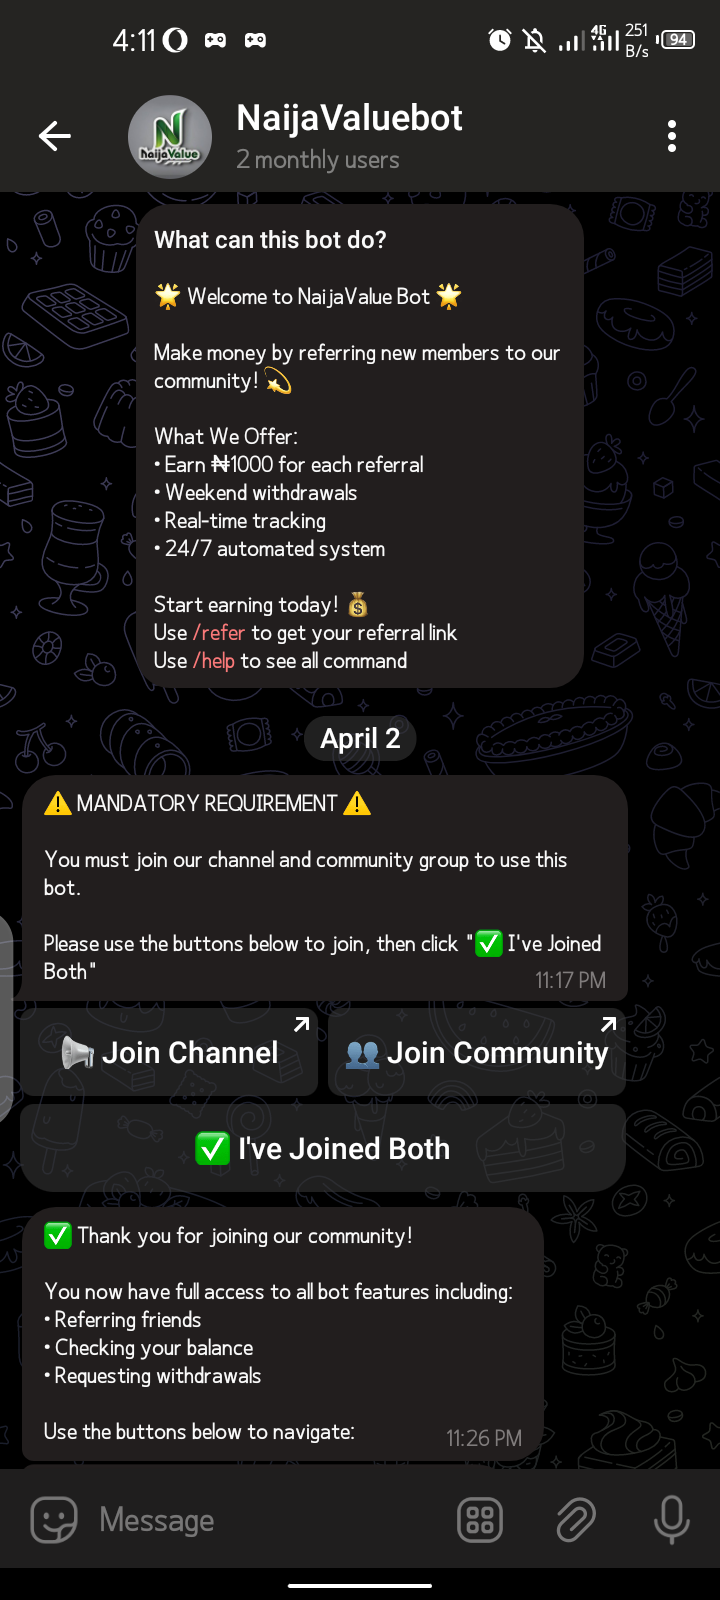 4:11
4G
251
B/s
94
NaijaValue
NaijaValuebot
2 monthly users
What can this bot do?
🌟 Welcome to NaijaValue Bot 🌟
Make money by referring new members to our
community! 💫
What We Offer:
• Earn ₦1000 for each referral
• Weekend withdrawals
• Real-time tracking
• 24/7 automated system
Start earning today! 💰
Use /refer to get your referral link
Use /help to see all command
April 2
⚠️ MANDATORY REQUIREMENT ⚠️
You must join our channel and community group to use this
bot.
Please use the buttons below to join, then click "✅ I've Joined
Both"
11:17 PM
📢 Join Channel
👥 Join Community
✅ I've Joined Both
✅ Thank you for joining our community!
You now have full access to all bot features including:
• Referring friends
• Checking your balance
• Requesting withdrawals
Use the buttons below to navigate:
11:26 PM
Message